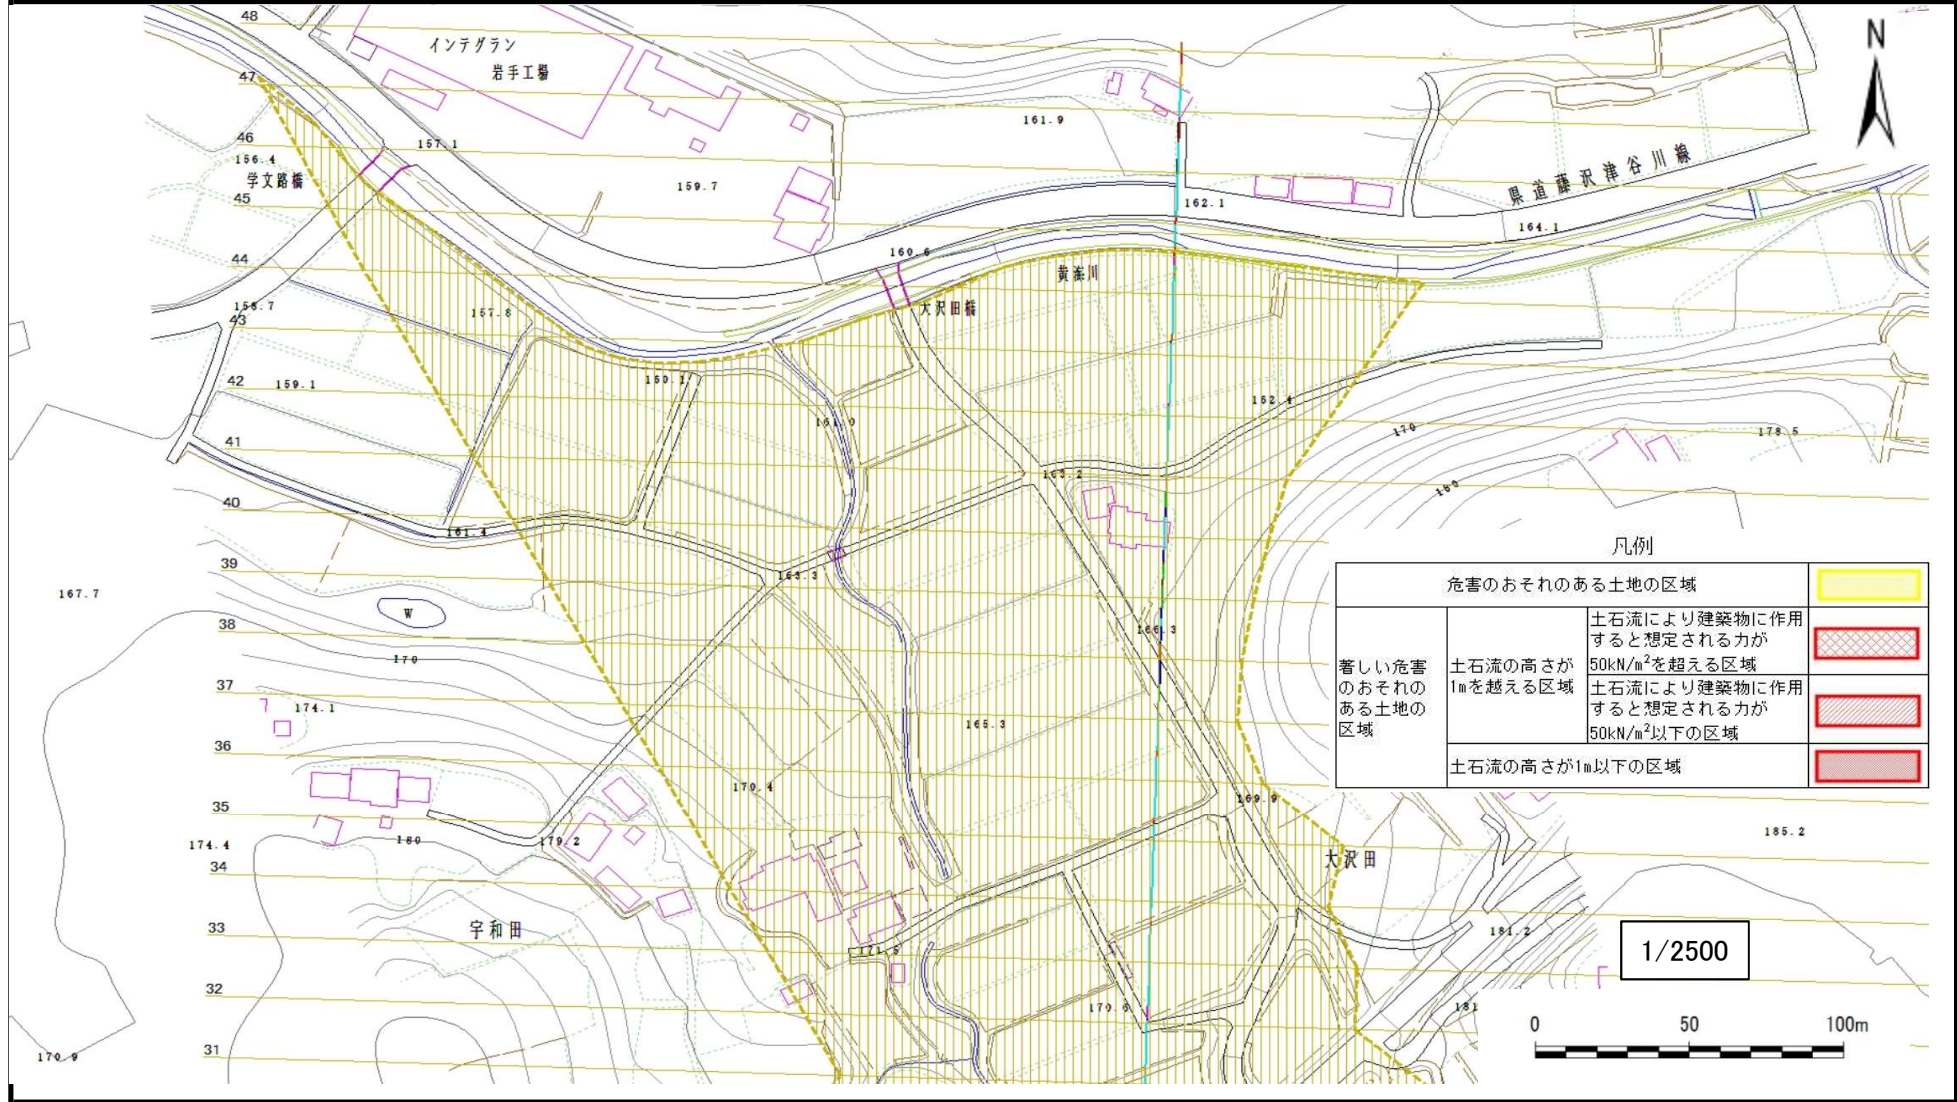 48
インテグラン
岩手工場
N
47
161.9
46
157.1
156.4
学文路橋
159.7
県道藤沢津谷川線
45
162.1
164.1
44
160.6
黄海川
158.7
157.8
大沢田橋
43
42
159.1
160.1
162.4
161.0
41
170
178.5
163.2
40
180
161.4
凡例
39
163.3
危害のおそれのある土地の区域
167.7
W
土石流により建築物に作用
すると想定される力が
50kN/m²を超える区域
38
166.3
著しい危害
のおそれの
ある土地の
区域
土石流の高さが
1mを越える区域
170
土石流により建築物に作用
すると想定される力が
50kN/m²以下の区域
37
174.1
165.3
36
土石流の高さが1m以下の区域
170.4
35
169.9
174.4
180
179.2
185.2
34
大沢田
33
宇和田
181.2
171.5
1/2500
32
170.6
181
31
170.9
0 50 100m